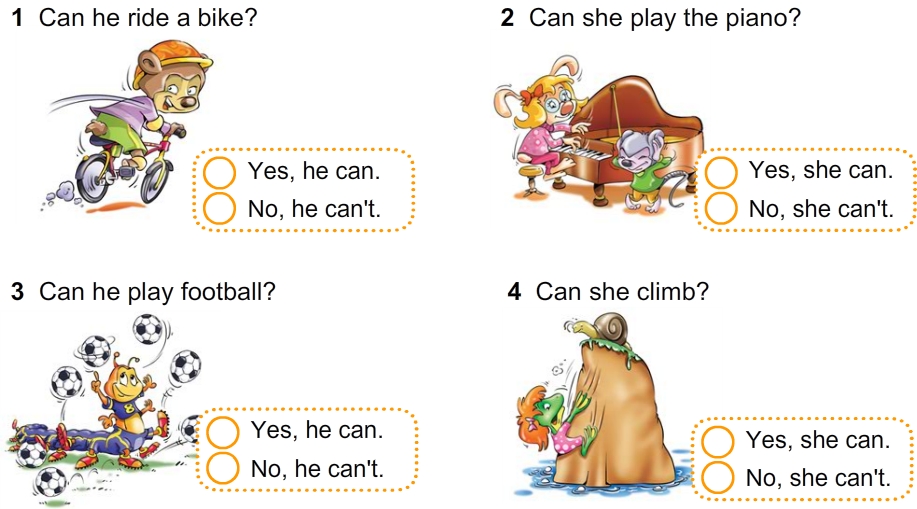 1 Can he ride a bike?
Yes, he can.
No, he can't.
2 Can she play the piano?
Yes, she can.
No, she can't.
3 Can he play football?
B
Yes, he can.
No, he can't.
4 Can she climb?
Yes, she can.
No, she can't.